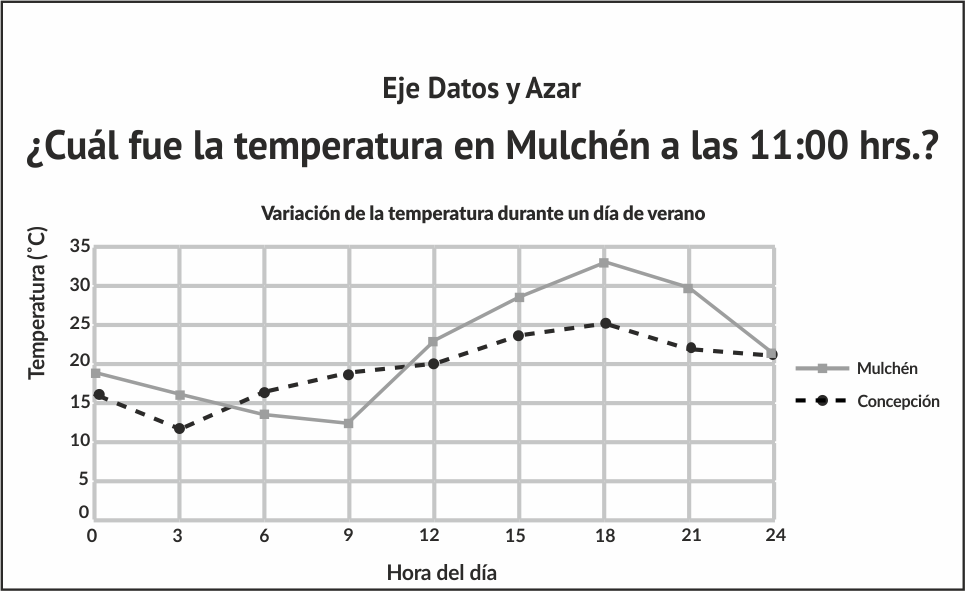 Eje Datos y Azar
¿Cuál fue la temperatura en Mulchén a las 11:00 hrs.?
Variación de la temperatura durante un día de verano
Temperatura (°C)
35
30
25
20
15
10
5
0
0 3 6 9 12 15 18 21 24
Hora del día
Mulchén
Concepción